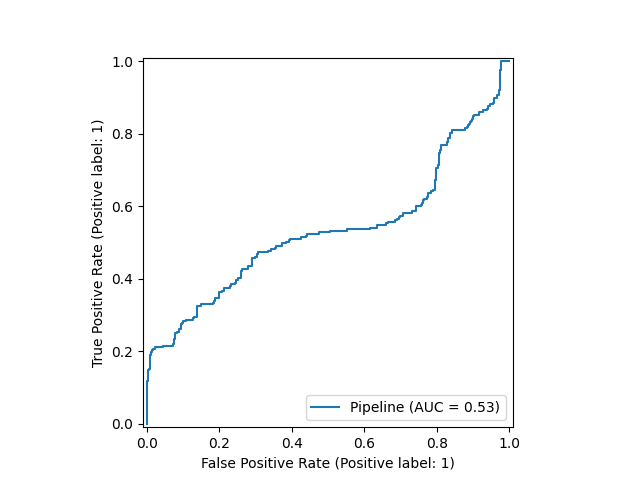 1.0
0.8
0.6
0.4
0.2
0.0
True Positive Rate (Positive label: 1)
Pipeline (AUC = 0.53)
0.0 0.2 0.4 0.6 0.8 1.0
False Positive Rate (Positive label: 1)